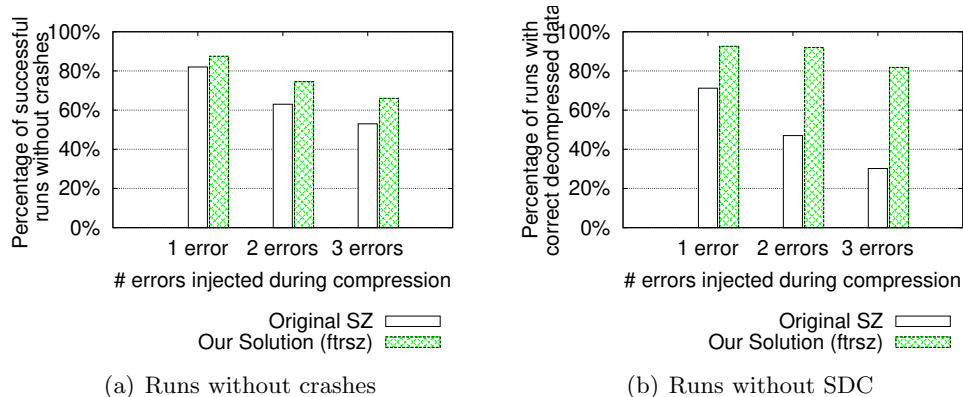 Percentage of successful
runs without crashes
100%
80%
60%
40%
20%
0%
1 error 2 errors 3 errors
# errors injected during compression
Original SZ
Our Solution (ftrsz)
(a) Runs without crashes
Percentage of runs with
correct decompressed data
100%
80%
60%
40%
20%
0%
1 error 2 errors 3 errors
# errors injected during compression
Original SZ
Our Solution (ftrsz)
(b) Runs without SDC